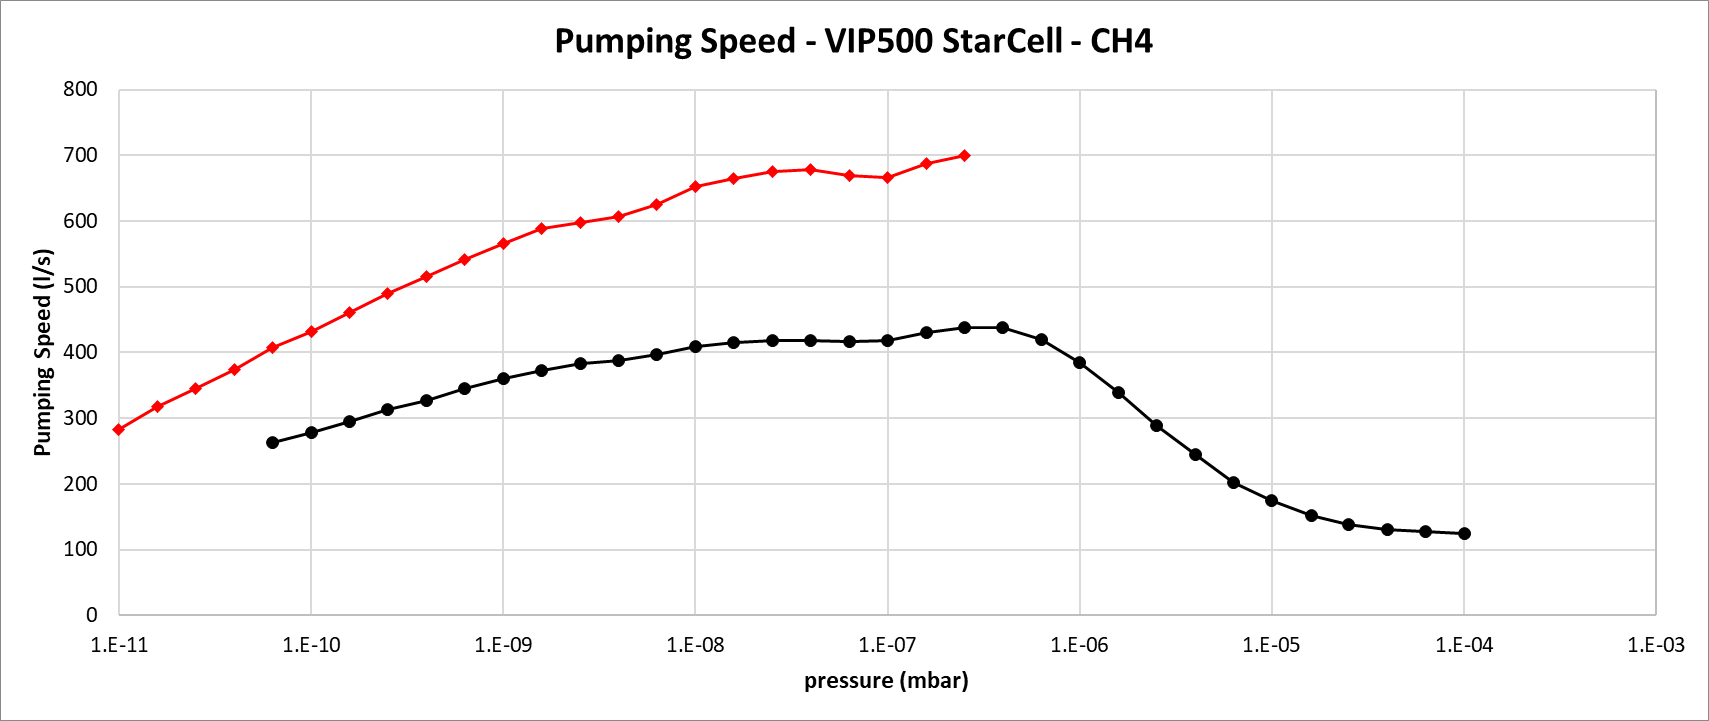 Pumping Speed - VIP500 StarCell - CH4
800
700
600
500
400
300
200
100
0
Pumping Speed (l/s)
1.E-11 1.E-10 1.E-09 1.E-08 1.E-07 1.E-06 1.E-05 1.E-04 1.E-03
pressure (mbar)